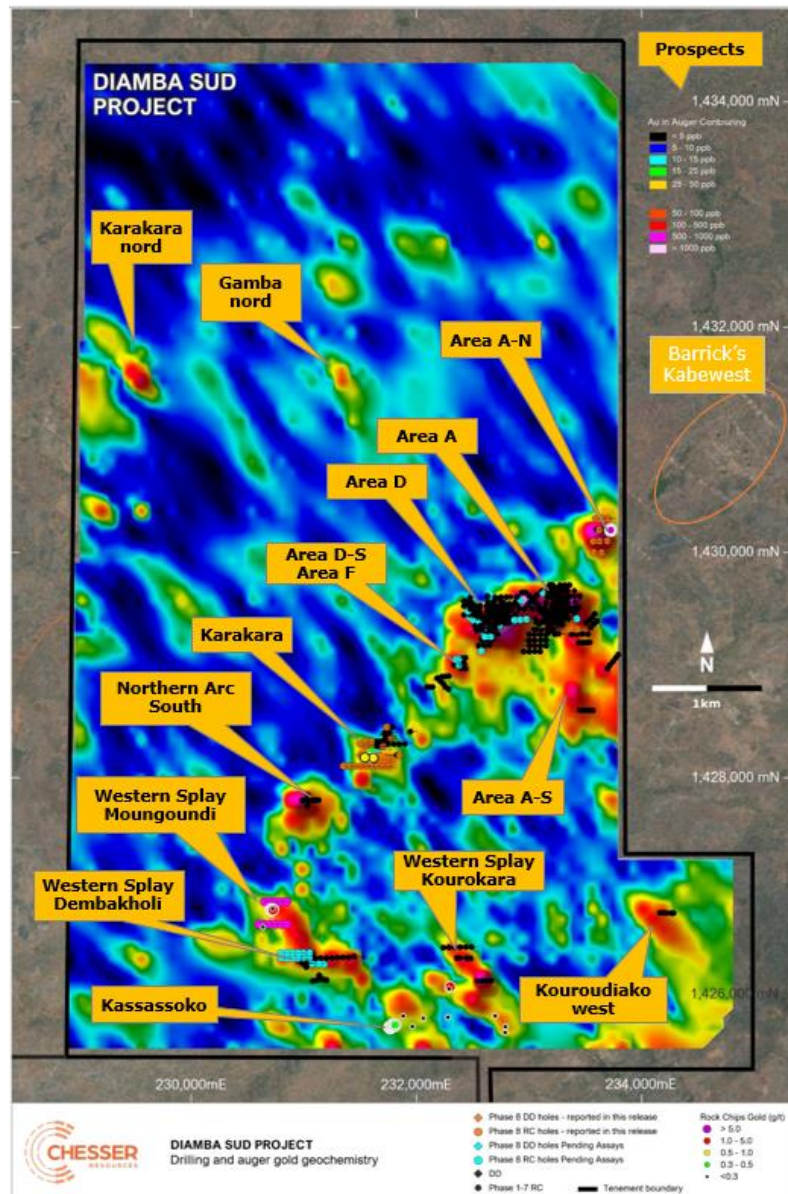 DIAMBA SUD
PROJECT
Prospects
1,434,000 mN
Au in Auger Contouring
< 5 ppb
5 - 10 ppb
10 - 15 ppb
15 - 25 ppb
25 - 50 ppb
50 - 100 ppb
100 - 500 ppb
500 - 1000 ppb
> 1000 ppb
Karakara
nord
Gamba
nord
Area A-N
1,432,000 mN
Barrick's
Kabewest
Area A
Area D
Area D-S
Area F
1,430,000 mN
Karakara
Northern Arc
South
N
1km
1,428,000 mN
Western Splay
Moungoundi
Area A-S
Western Splay
Kourokara
Western Splay
Dembakholi
Kassassoko
Kouroudiako
west
1,426,000 mN
230,000mE
232,000mE
234,000mE
CHESSER
RESOURCES
DIAMBA SUD PROJECT
Drilling and auger gold geochemistry
Phase 8 DD holes - reported in this release
Phase 8 RC holes - reported in this release
Phase 8 DD holes Pending Assays
Phase 8 RC holes Pending Assays
DD
Phase 1-7 RC
Tenement boundary
Rock Chips Gold (g/t)
> 5.0
1.0 - 5.0
0.5 - 1.0
0.3 - 0.5
<0.3